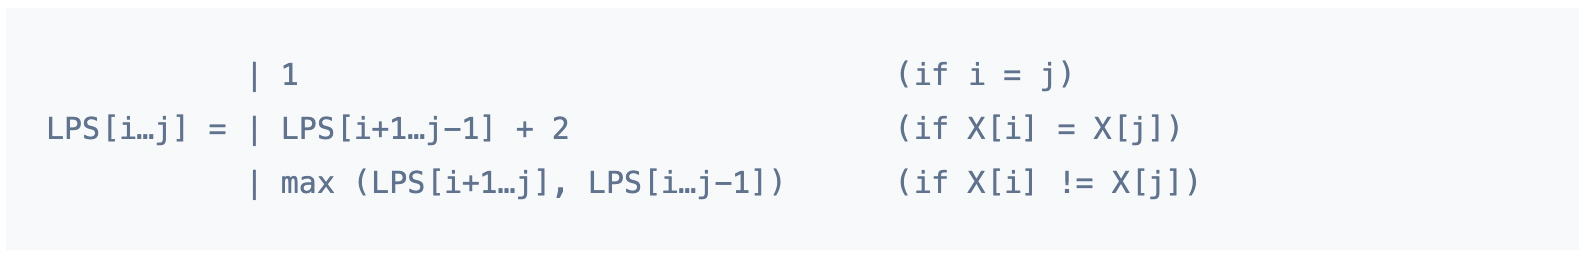 | 1 (if i = j)
LPS[i…j] = | LPS[i+1…j-1] + 2 (if X[i] = X[j])
| max (LPS[i+1…j], LPS[i…j-1]) (if X[i] != X[j])